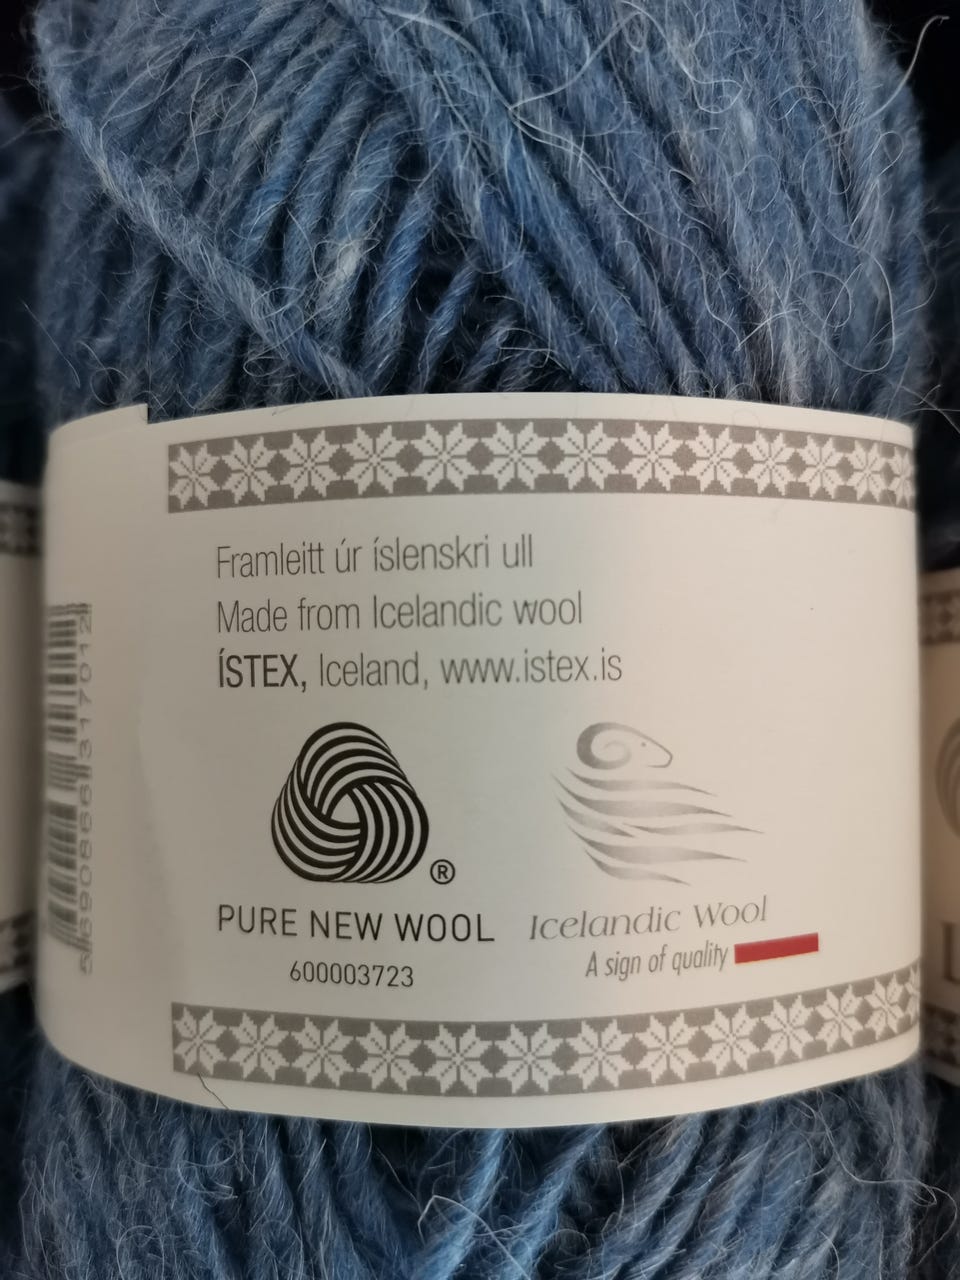 Framleitt úr íslenskri ull
Made from Icelandic wool
ÍSTEX, Iceland, www.istex.is
®
PURE NEW WOOL
600003723
Icelandic Wool
A sign of quality